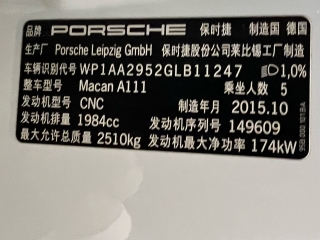 品牌 PORSCHE 保时捷 制造国 德国
生产厂 Porsche Leipzig GmbH 保时捷股份公司莱比锡工厂制造
车辆识别代号 WP1AA2952GLB11247 1,0%
整车型号 Macan A111 乘坐人数 5
发动机型号 CNC 制造年月 2015.10
发动机排量 1984cc 发动机序列号 149609
最大允许总质量 2510kg 发动机最大净功率 174kW
95B 000 101 BA